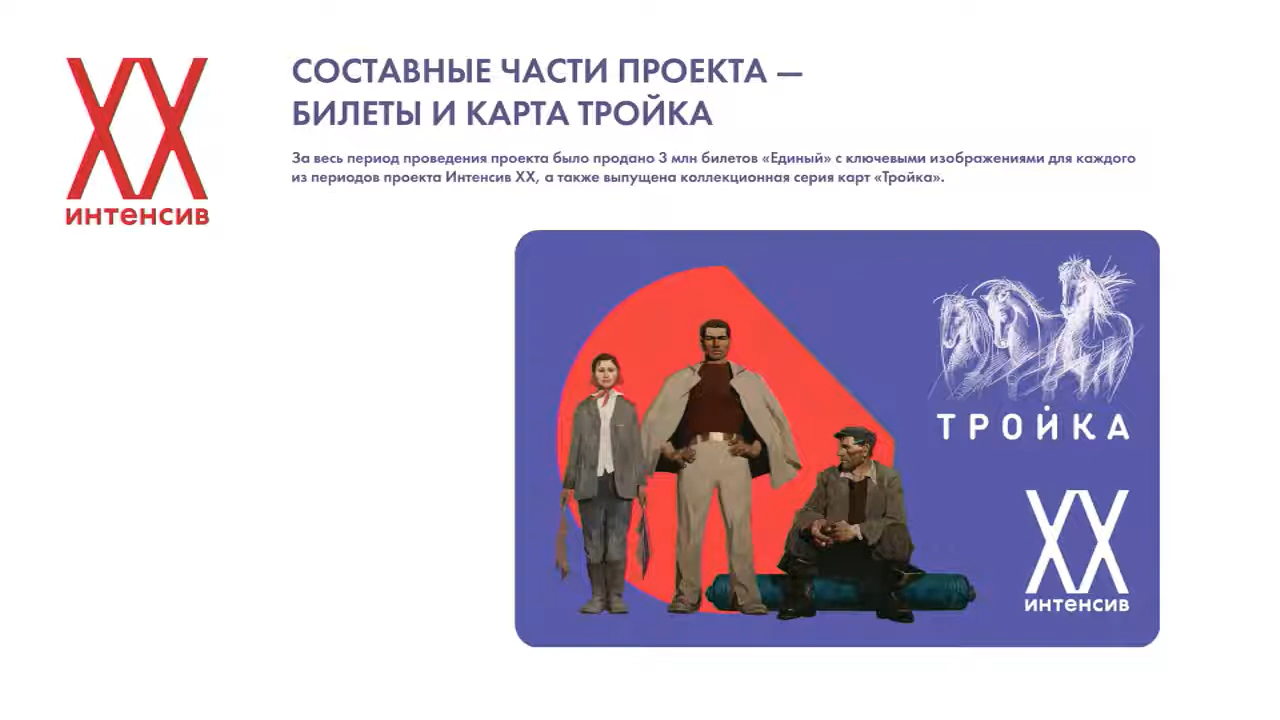 XX
ИНТЕНСИВ
СОСТАВНЫЕ ЧАСТИ ПРОЕКТА —
БИЛЕТЫ И КАРТА ТРОЙКА
За весь период проведения проекта было продано 3 млн билетов «Единый» с ключевыми изображениями для каждого
из периодов проекта Интенсив XX, а также выпущена коллекционная серия карт «Тройка».
ТРОЙКА
XX
ИНТЕНСИВ